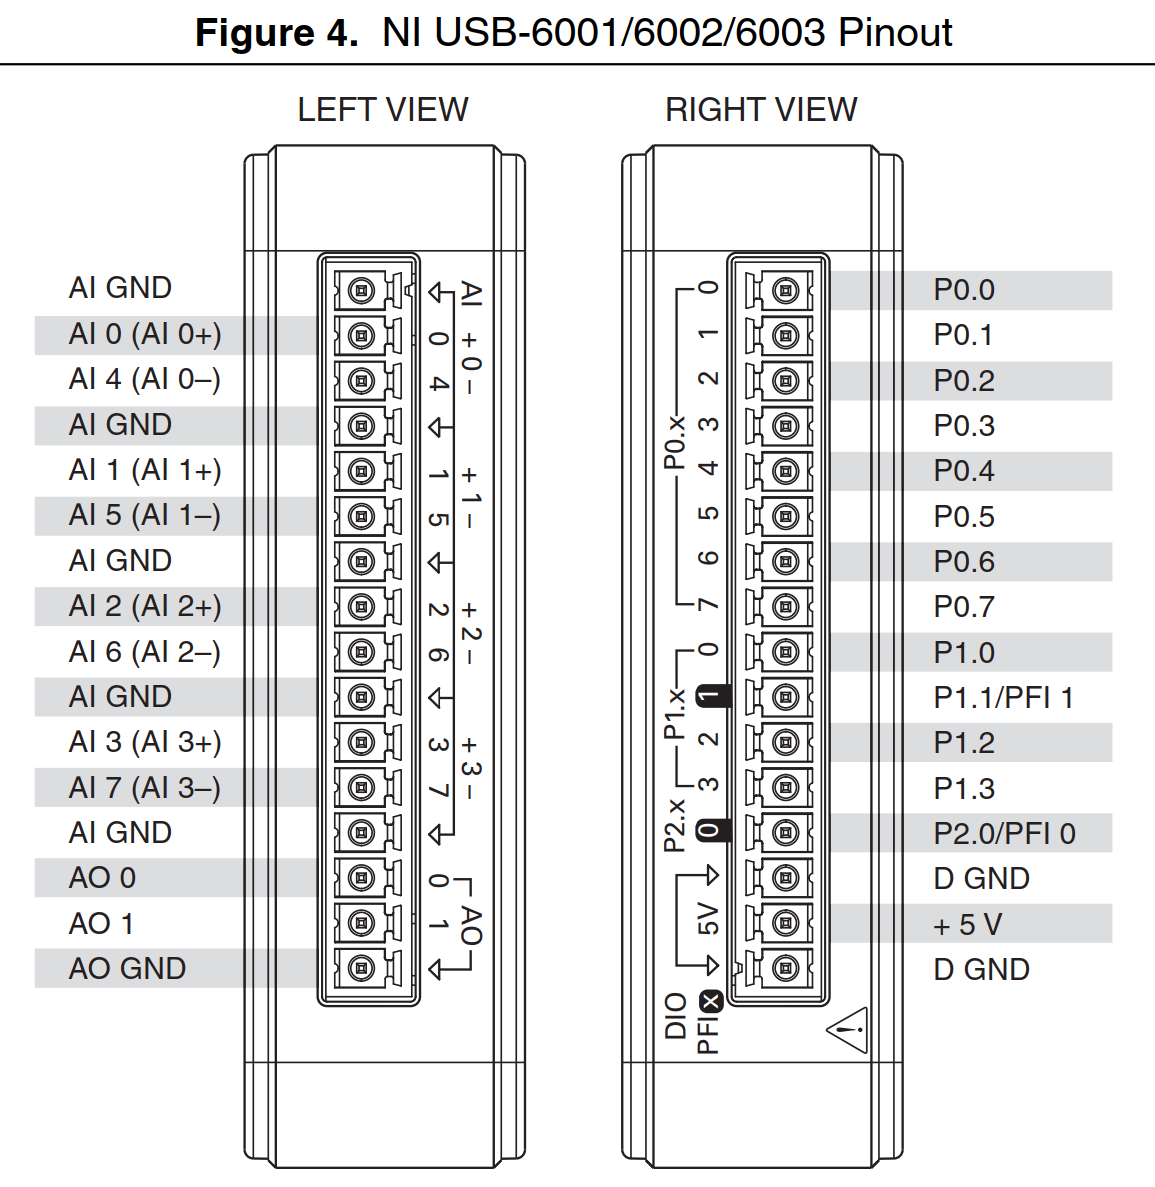 Figure 4. NI USB-6001/6002/6003 Pinout
LEFT VIEW
RIGHT VIEW
AI GND
AI 0 (AI 0+)
AI 4 (AI 0–)
AI GND
AI 1 (AI 1+)
AI 5 (AI 1–)
AI GND
AI 2 (AI 2+)
AI 6 (AI 2–)
AI GND
AI 3 (AI 3+)
AI 7 (AI 3–)
AI GND
AO 0
AO 1
AO GND
0 4 1 5 2 6 3 7 0 1
AI + 0 – + 1 – + 2 – + 3 – AO
P0.x P1.x P2.x DIO
0 1 2 3 4 5 6 7 0 1 2 3 0 5V PFI x
P0.0
P0.1
P0.2
P0.3
P0.4
P0.5
P0.6
P0.7
P1.0
P1.1/PFI 1
P1.2
P1.3
P2.0/PFI 0
D GND
+ 5 V
D GND